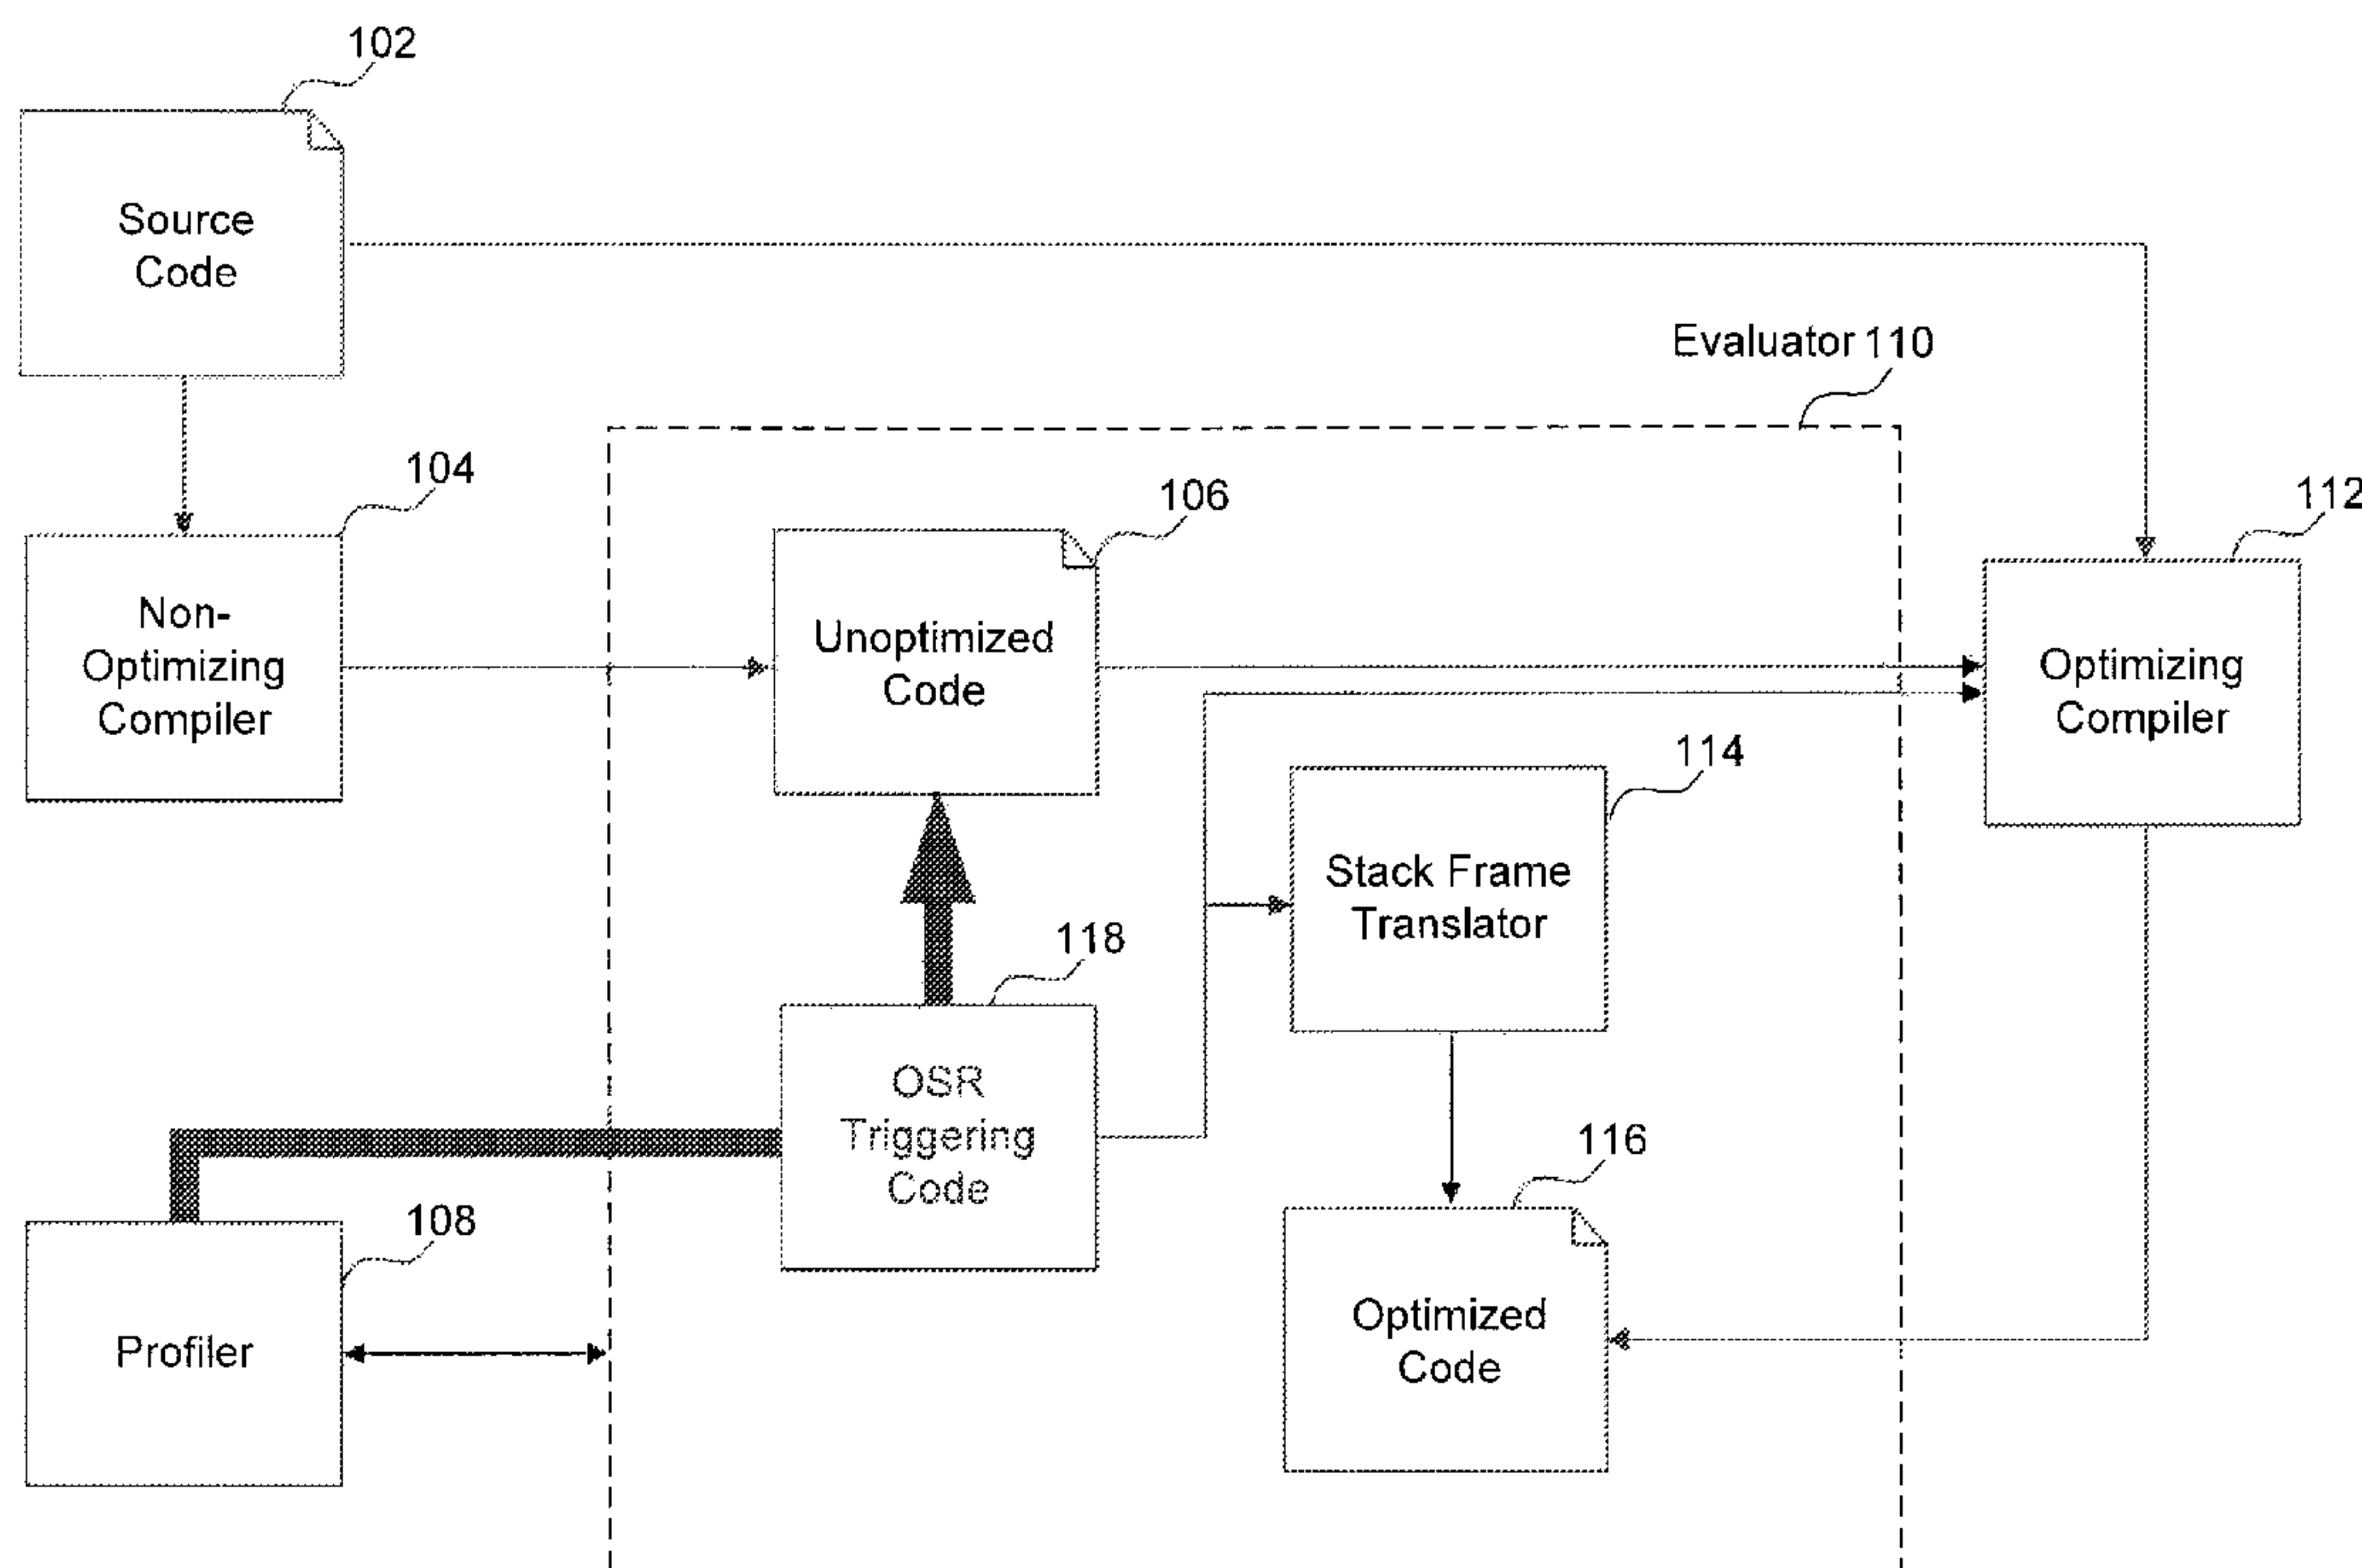 102
Source
Code
Evaluator 110
104
106
112
Non-
Optimizing
Compiler
Unoptimized
Code
Optimizing
Compiler
114
Stack Frame
Translator
118
OSR
Triggering
Code
116
108
Profiler
Optimized
Code